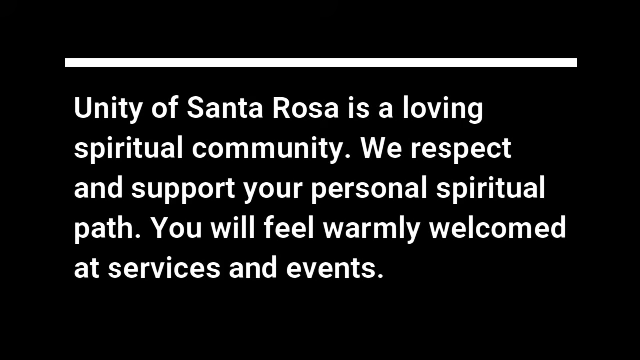 Unity of Santa Rosa is a loving
spiritual community. We respect
and support your personal spiritual
path. You will feel warmly welcomed
at services and events.